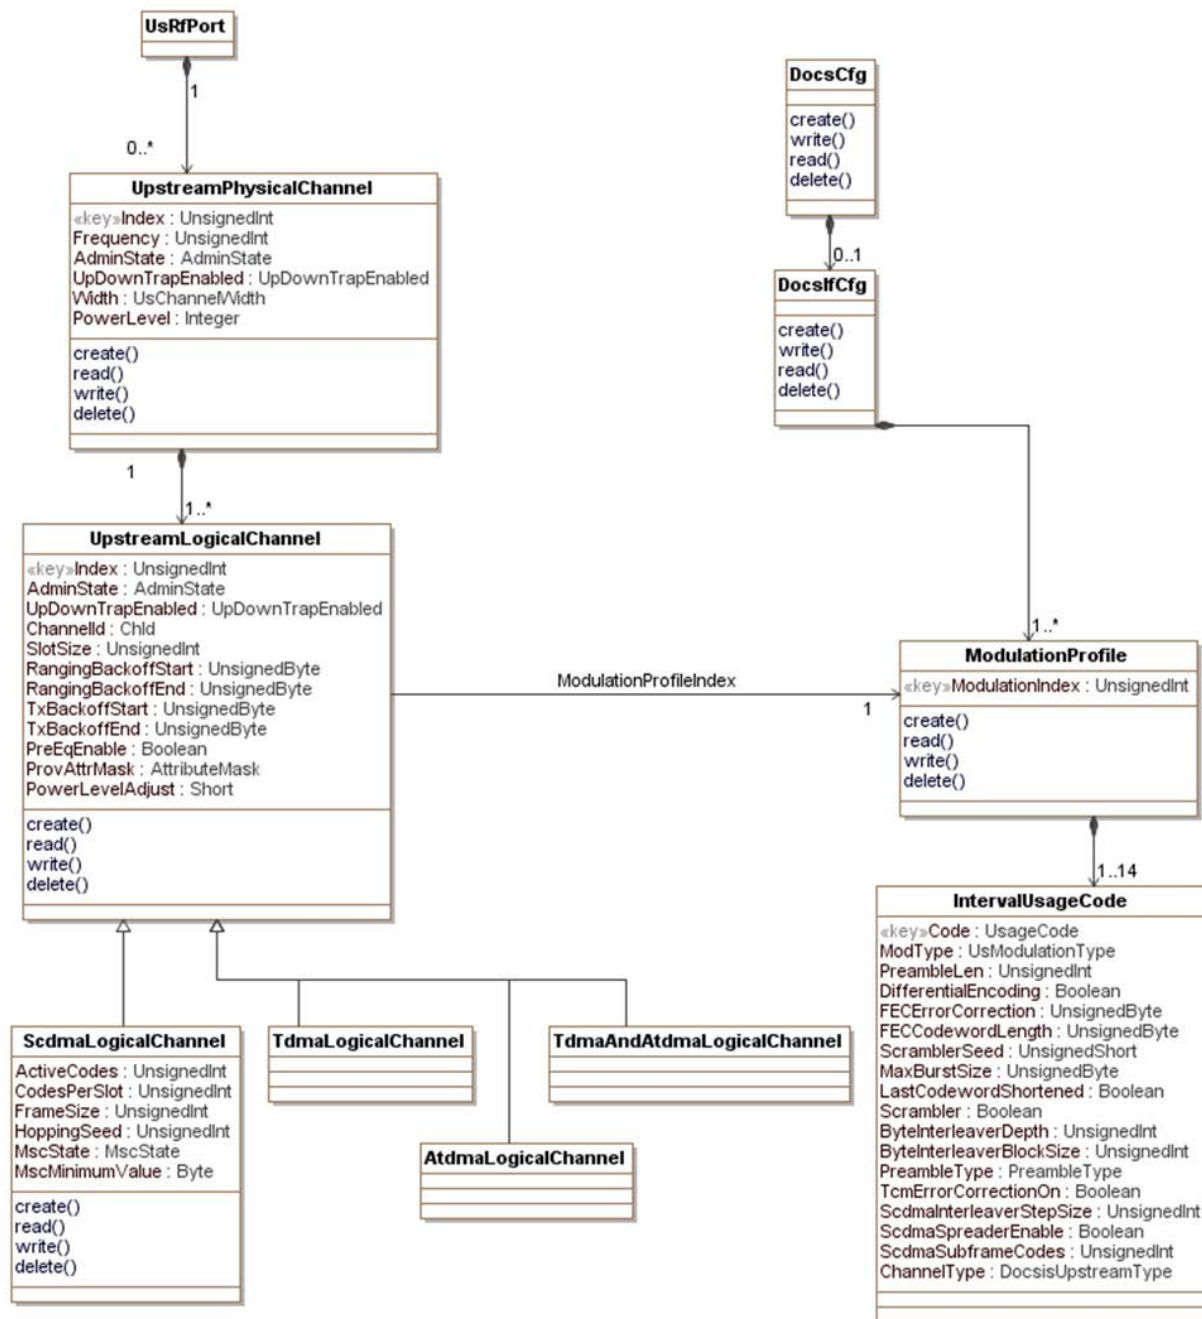 UsRfPort
1
0..*
UpstreamPhysicalChannel
«key»Index : UnsignedInt
Frequency : UnsignedInt
AdminState : AdminState
UpDownTrapEnabled : UpDownTrapEnabled
Width : UsChannelWidth
PowerLevel : Integer
create()
read()
write()
delete()
1
1..*
UpstreamLogicalChannel
«key»Index : UnsignedInt
AdminState : AdminState
UpDownTrapEnabled : UpDownTrapEnabled
ChannelId : ChId
SlotSize : UnsignedInt
RangingBackoffStart : UnsignedByte
RangingBackoffEnd : UnsignedByte
TxBackoffStart : UnsignedByte
TxBackoffEnd : UnsignedByte
PreEqEnable : Boolean
ProvAttrMask : AttributeMask
PowerLevelAdjust : Short
create()
read()
write()
delete()
ScdmaLogicalChannel
ActiveCodes : UnsignedInt
CodesPerSlot : UnsignedInt
FrameSize : UnsignedInt
HoppingSeed : UnsignedInt
MscState : MscState
MscMinimumValue : Byte
create()
read()
write()
delete()
TdmaLogicalChannel
TdmaAndAtdmaLogicalChannel
AtdmaLogicalChannel
DocsCfg
create()
write()
read()
delete()
0..1
DocsIfCfg
create()
write()
read()
delete()
1..*
ModulationProfileIndex
1
ModulationProfile
«key»ModulationIndex : UnsignedInt
create()
read()
write()
delete()
1..14
IntervalUsageCode
«key»Code : UsageCode
ModType : UsModulationType
PreambleLen : UnsignedInt
DifferentialEncoding : Boolean
FECErrorCorrection : UnsignedByte
FECCodewordLength : UnsignedByte
ScramblerSeed : UnsignedShort
MaxBurstSize : UnsignedByte
LastCodewordShortened : Boolean
Scrambler : Boolean
ByteInterleaverDepth : UnsignedInt
ByteInterleaverBlockSize : UnsignedInt
PreambleType : PreambleType
TcmErrorCorrectionOn : Boolean
ScdmaInterleaverStepSize : UnsignedInt
ScdmaSpreaderEnable : Boolean
ScdmaSubframeCodes : UnsignedInt
ChannelType : DocsisUpstreamType